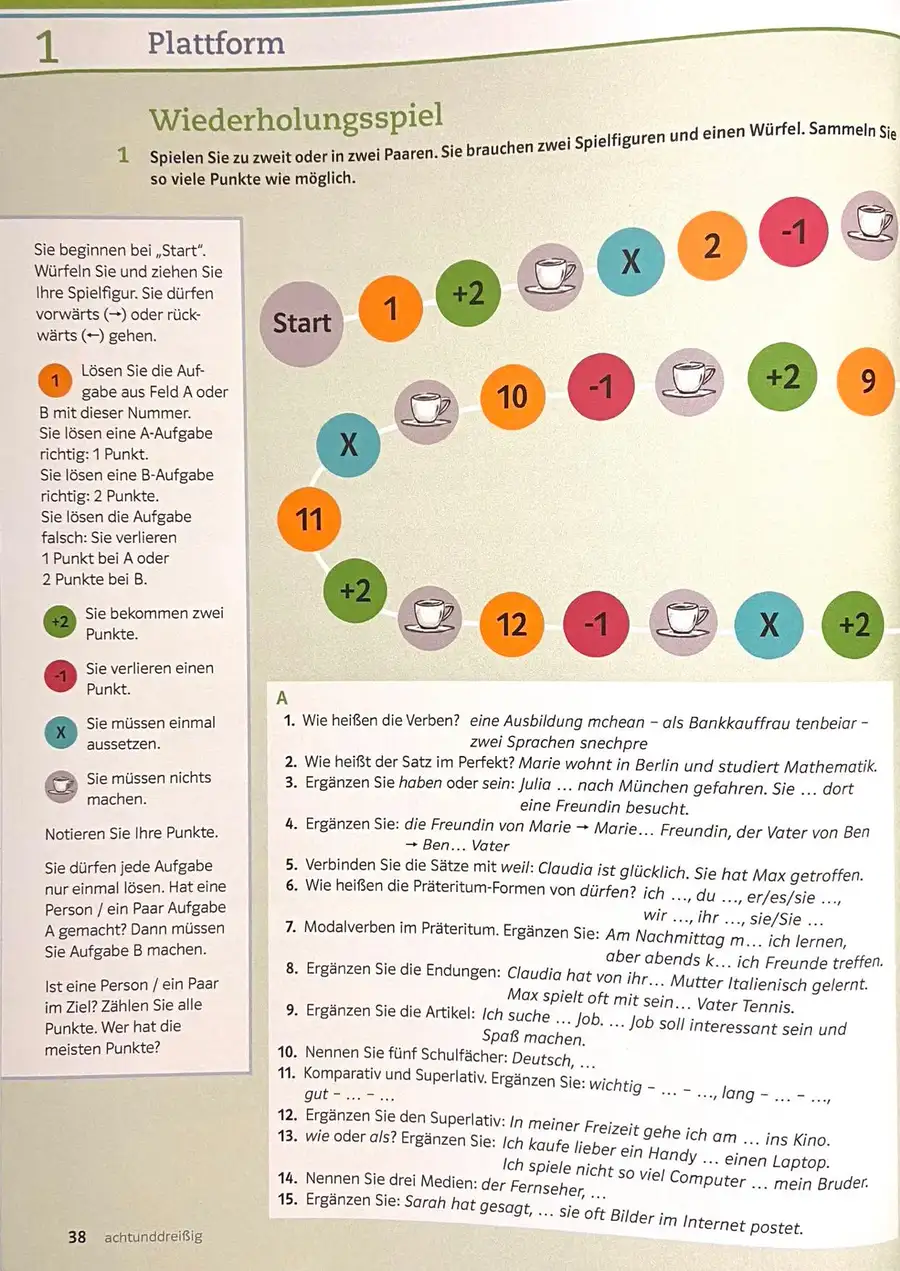 1 Plattform
Wiederholungsspiel
1 Spielen Sie zu zweit oder in zwei Paaren. Sie brauchen zwei Spielfiguren und einen Würfel. Sammeln Sie
so viele Punkte wie möglich.
Sie beginnen bei „Start“.
Würfeln Sie und ziehen Sie
Ihre Spielfigur. Sie dürfen
vorwärts (→) oder rück-
wärts (←) gehen.
1 Lösen Sie die Auf-
gabe aus Feld A oder
B mit dieser Nummer.
Sie lösen eine A-Aufgabe
richtig: 1 Punkt.
Sie lösen eine B-Aufgabe
richtig: 2 Punkte.
Sie lösen die Aufgabe
falsch: Sie verlieren
1 Punkt bei A oder
2 Punkte bei B.
+2 Sie bekommen zwei
Punkte.
-1 Sie verlieren einen
Punkt.
X Sie müssen einmal
aussetzen.
Sie müssen nichts
machen.
Notieren Sie Ihre Punkte.
Sie dürfen jede Aufgabe
nur einmal lösen. Hat eine
Person / ein Paar Aufgabe
A gemacht? Dann müssen
Sie Aufgabe B machen.
Ist eine Person / ein Paar
im Ziel? Zählen Sie alle
Punkte. Wer hat die
meisten Punkte?
Start 1 +2 X 2 -1
10 -1 +2 9
X
11
+2
12 -1 X +2
A
1. Wie heißen die Verben? eine Ausbildung mchean – als Bankkauffrau tenbeiar –
zwei Sprachen snechpre
2. Wie heißt der Satz im Perfekt? Marie wohnt in Berlin und studiert Mathematik.
3. Ergänzen Sie haben oder sein: Julia … nach München gefahren. Sie … dort
eine Freundin besucht.
4. Ergänzen Sie: die Freundin von Marie → Marie… Freundin, der Vater von Ben
→ Ben… Vater
5. Verbinden Sie die Sätze mit weil: Claudia ist glücklich. Sie hat Max getroffen.
6. Wie heißen die Präteritum-Formen von dürfen? ich …, du …, er/es/sie …,
wir …, ihr …, sie/Sie …
7. Modalverben im Präteritum. Ergänzen Sie: Am Nachmittag m… ich lernen,
aber abends k… ich Freunde treffen.
8. Ergänzen Sie die Endungen: Claudia hat von ihr… Mutter Italienisch gelernt.
Max spielt oft mit sein… Vater Tennis.
9. Ergänzen Sie die Artikel: Ich suche … Job. … Job soll interessant sein und
Spaß machen.
10. Nennen Sie fünf Schulfächer: Deutsch, …
11. Komparativ und Superlativ. Ergänzen Sie: wichtig – … – …, lang – … – …,
gut – … – …
12. Ergänzen Sie den Superlativ: In meiner Freizeit gehe ich am … ins Kino.
13. wie oder als? Ergänzen Sie: Ich kaufe lieber ein Handy … einen Laptop.
Ich spiele nicht so viel Computer … mein Bruder.
14. Nennen Sie drei Medien: der Fernseher, …
15. Ergänzen Sie: Sarah hat gesagt, … sie oft Bilder im Internet postet.
38 achtunddreißig